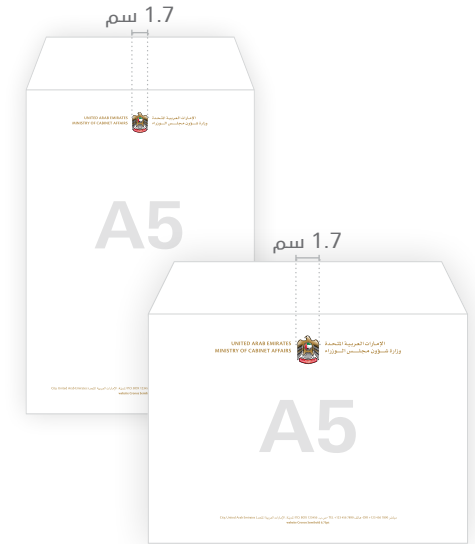 1.7 سم
UNITED ARAB EMIRATES
MINISTRY OF CABINET AFFAIRS
الإمارات العربية المتحدة
وزارة شؤون مجلس الوزراء
A5
1.7 سم
UNITED ARAB EMIRATES
MINISTRY OF CABINET AFFAIRS
الإمارات العربية المتحدة
وزارة شؤون مجلس الوزراء
A5